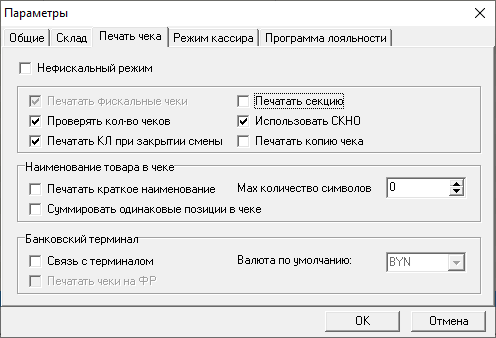 Параметры
Общие Склад Печать чека Режим кассира Программа лояльности
Нефискальный режим
Печатать фискальные чеки Печатать секцию
Проверять кол-во чеков Использовать СКНО
Печатать КЛ при закрытии смены Печатать копию чека
Наименование товара в чеке
Печатать краткое наименование Мах количество символов 0
Суммировать одинаковые позиции в чеке
Банковский терминал
Связь с терминалом Валюта по умолчанию: BYN
Печатать чеки на ФР
OK Отмена